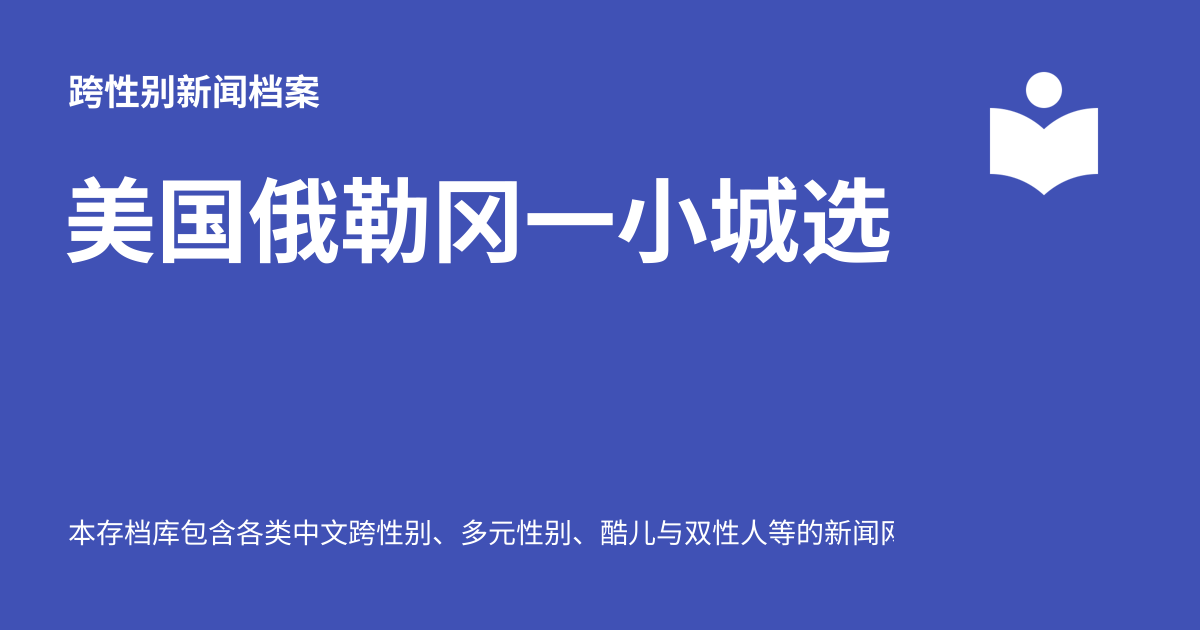 跨性别新闻档案
美国俄勒冈一小城选
本存档库包含各类中文跨性别、多元性别、酷儿与双性人等的新闻网